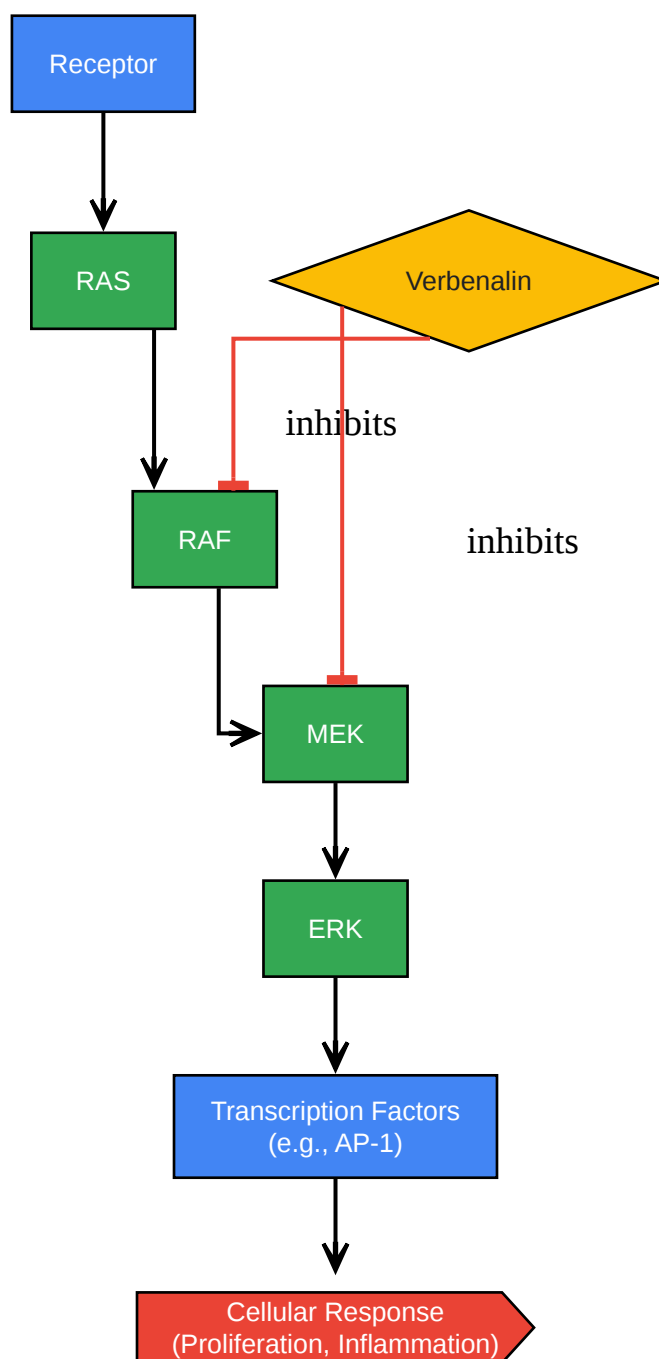 Receptor
RAS
Verbenalin
inhibits
RAF
inhibits
MEK
ERK
Transcription Factors
(e.g., AP-1)
Cellular Response
(Proliferation, Inflammation)